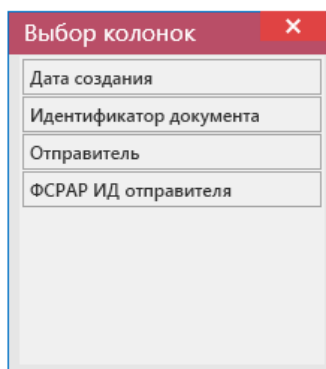 Выбор колонок
Дата создания
Идентификатор документа
Отправитель
ФСРАР ИД отправителя